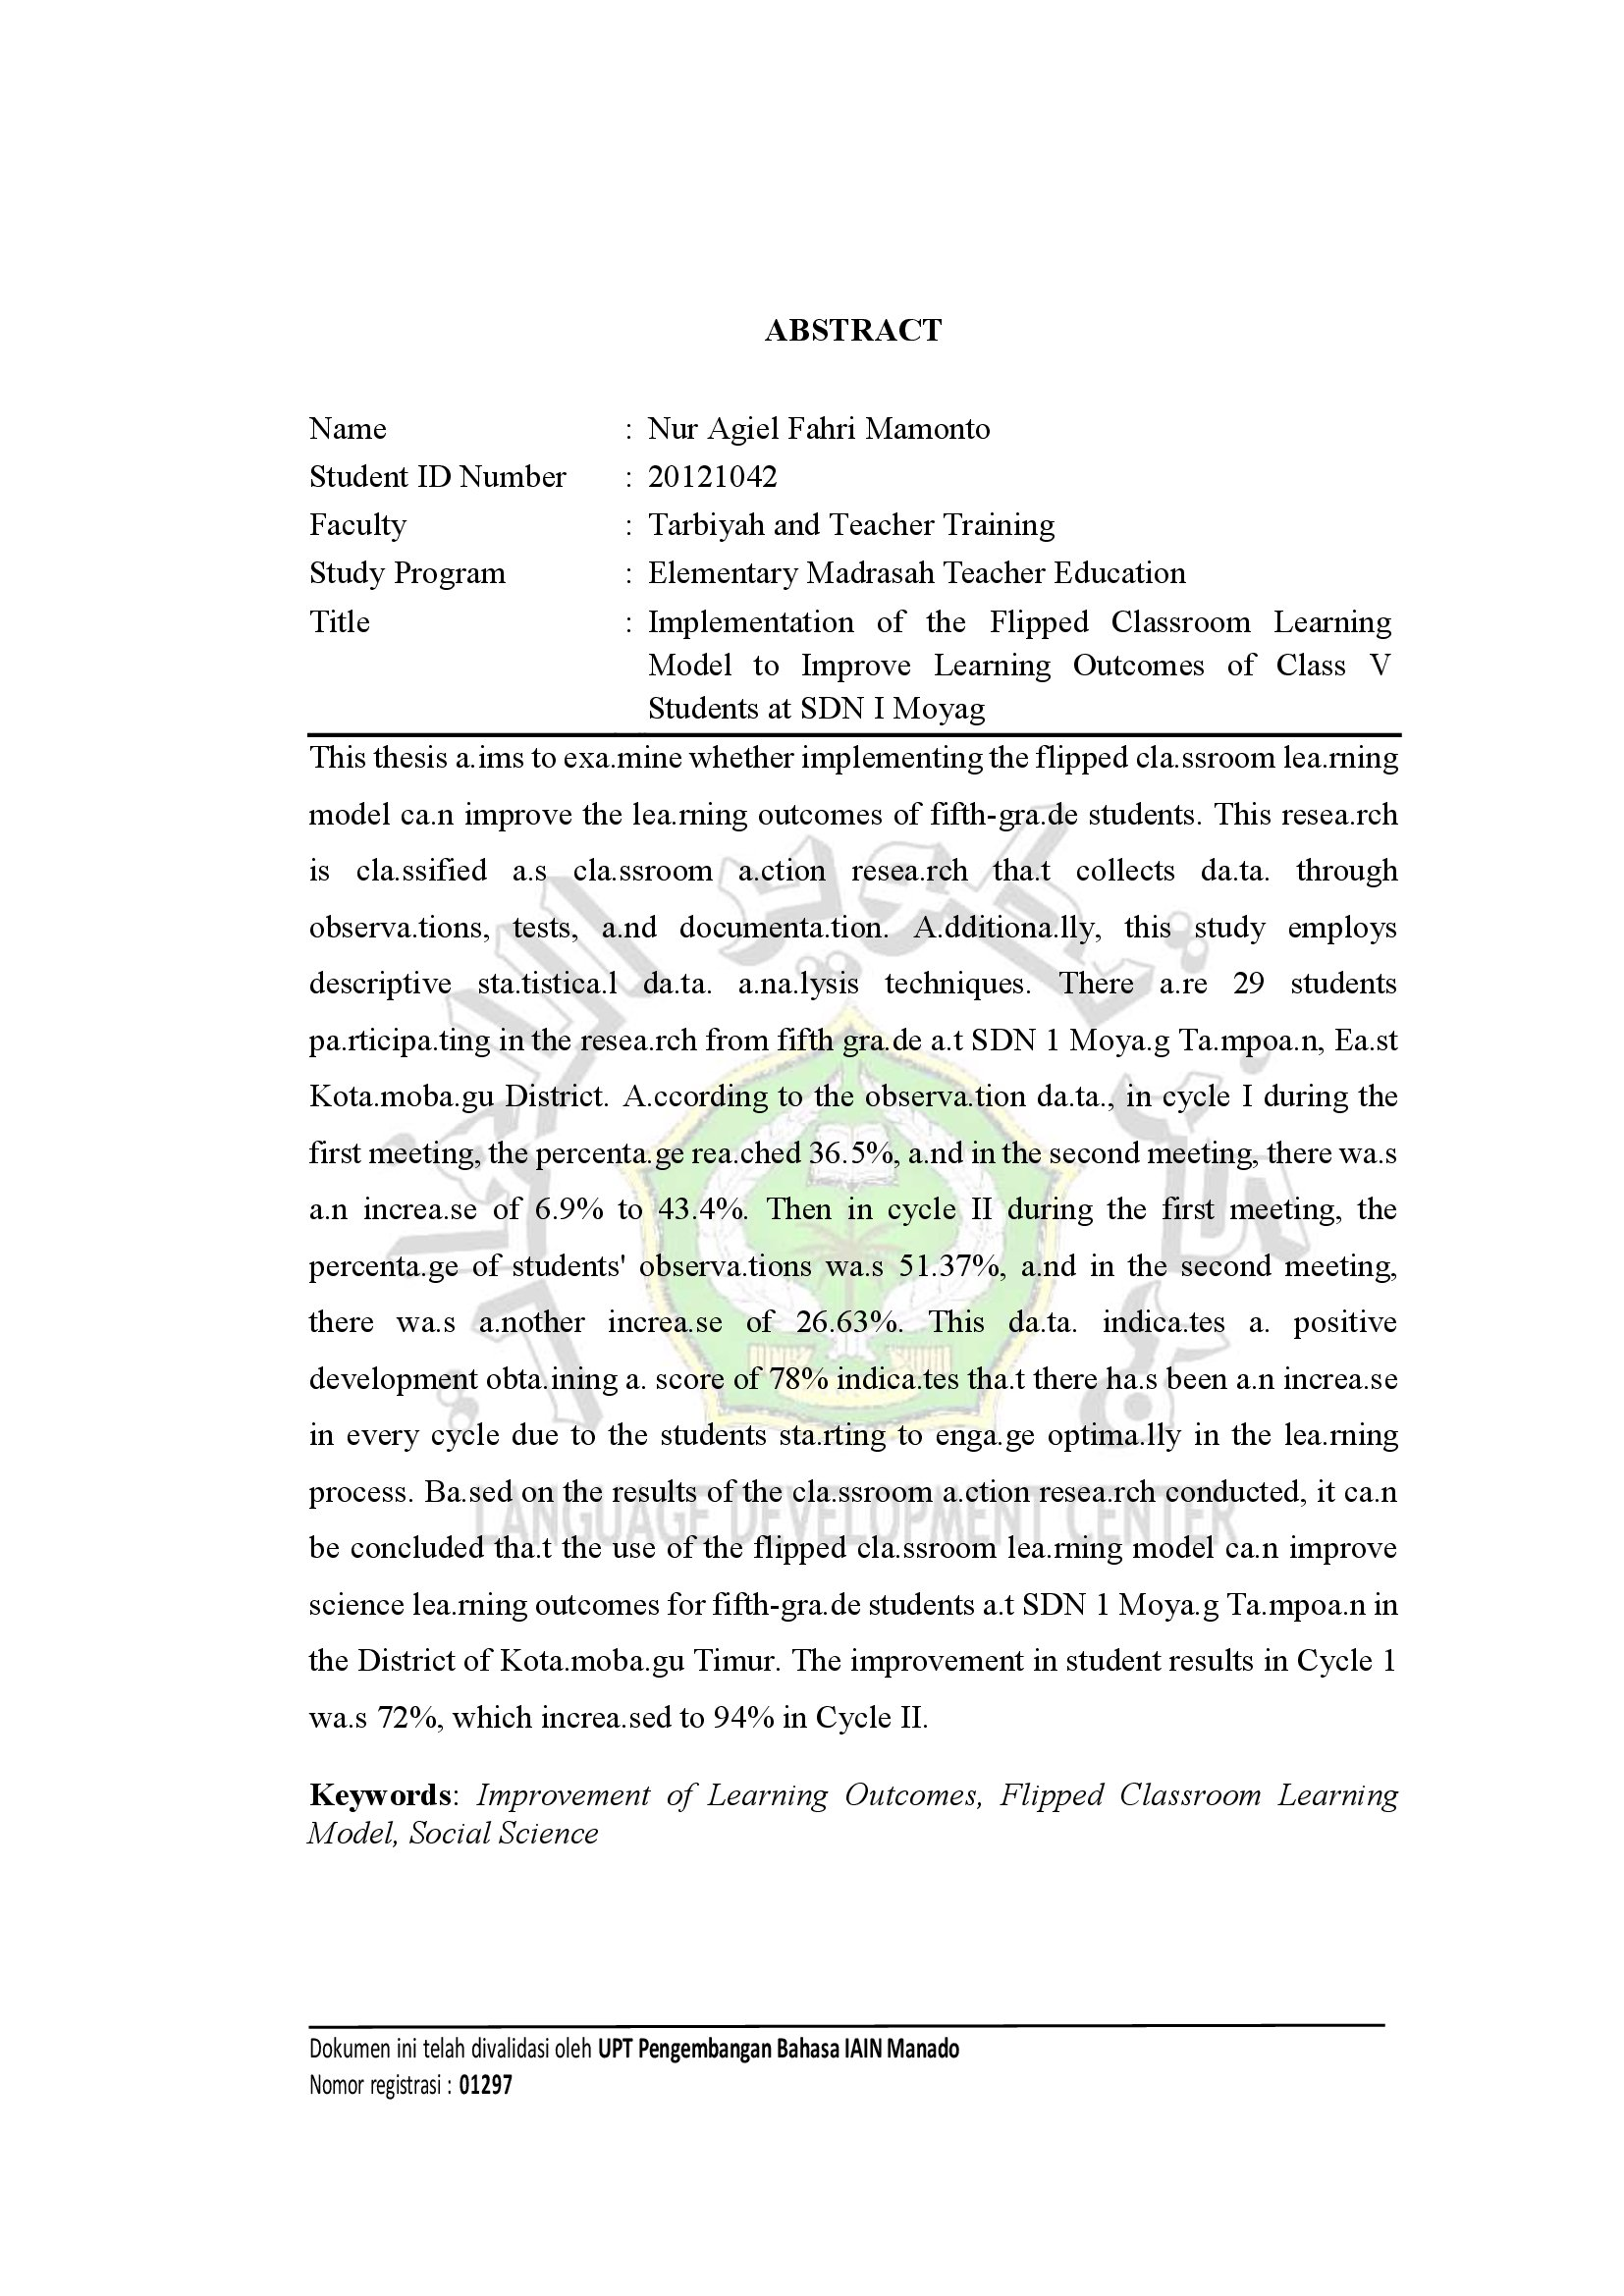 ABSTRACT
Name : Nur Agiel Fahri Mamonto
Student ID Number : 20121042
Faculty : Tarbiyah and Teacher Training
Study Program : Elementary Madrasah Teacher Education
Title : Implementation of the Flipped Classroom Learning
Model to Improve Learning Outcomes of Class V
Students at SDN I Moyag
This thesis a.ims to exa.mine whether implementing the flipped cla.ssroom lea.rning
model ca.n improve the lea.rning outcomes of fifth-gra.de students. This resea.rch
is cla.ssified a.s cla.ssroom a.ction resea.rch tha.t collects da.ta. through
observa.tions, tests, a.nd documenta.tion. A.dditiona.lly, this study employs
descriptive sta.tistica.l da.ta. a.na.lysis techniques. There a.re 29 students
pa.rticipa.ting in the resea.rch from fifth gra.de a.t SDN 1 Moya.g Ta.mpoa.n, Ea.st
Kota.moba.gu District. A.ccording to the observa.tion da.ta., in cycle I during the
first meeting, the percenta.ge rea.ched 36.5%, a.nd in the second meeting, there wa.s
a.n increa.se of 6.9% to 43.4%. Then in cycle II during the first meeting, the
percenta.ge of students' observa.tions wa.s 51.37%, a.nd in the second meeting,
there wa.s a.nother increa.se of 26.63%. This da.ta. indica.tes a. positive
development obta.ining a. score of 78% indica.tes tha.t there ha.s been a.n increa.se
in every cycle due to the students sta.rting to enga.ge optima.lly in the lea.rning
process. Ba.sed on the results of the cla.ssroom a.ction resea.rch conducted, it ca.n
LANGUAGE DEVELOPMENT CENTER
be concluded tha.t the use of the flipped cla.ssroom lea.rning model ca.n improve
science lea.rning outcomes for fifth-gra.de students a.t SDN 1 Moya.g Ta.mpoa.n in
the District of Kota.moba.gu Timur. The improvement in student results in Cycle 1
wa.s 72%, which increa.sed to 94% in Cycle II.
Keywords: Improvement of Learning Outcomes, Flipped Classroom Learning
Model, Social Science
Dokumen ini telah divalidasi oleh UPT Pengembangan Bahasa IAIN Manado
Nomor registrasi : 01297